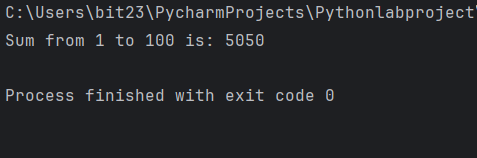 C:\Users\bit23\PycharmProjects\Pythonlabproject
Sum from 1 to 100 is: 5050
Process finished with exit code 0